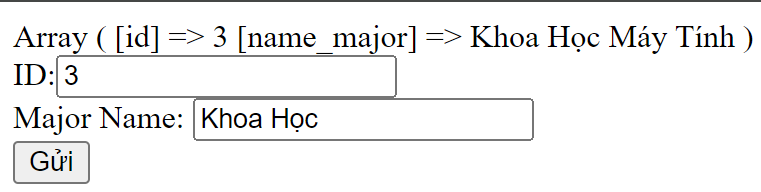 Array ( [id] => 3 [name_major] => Khoa Học Máy Tính )
ID: 3
Major Name: Khoa Học
Gửi